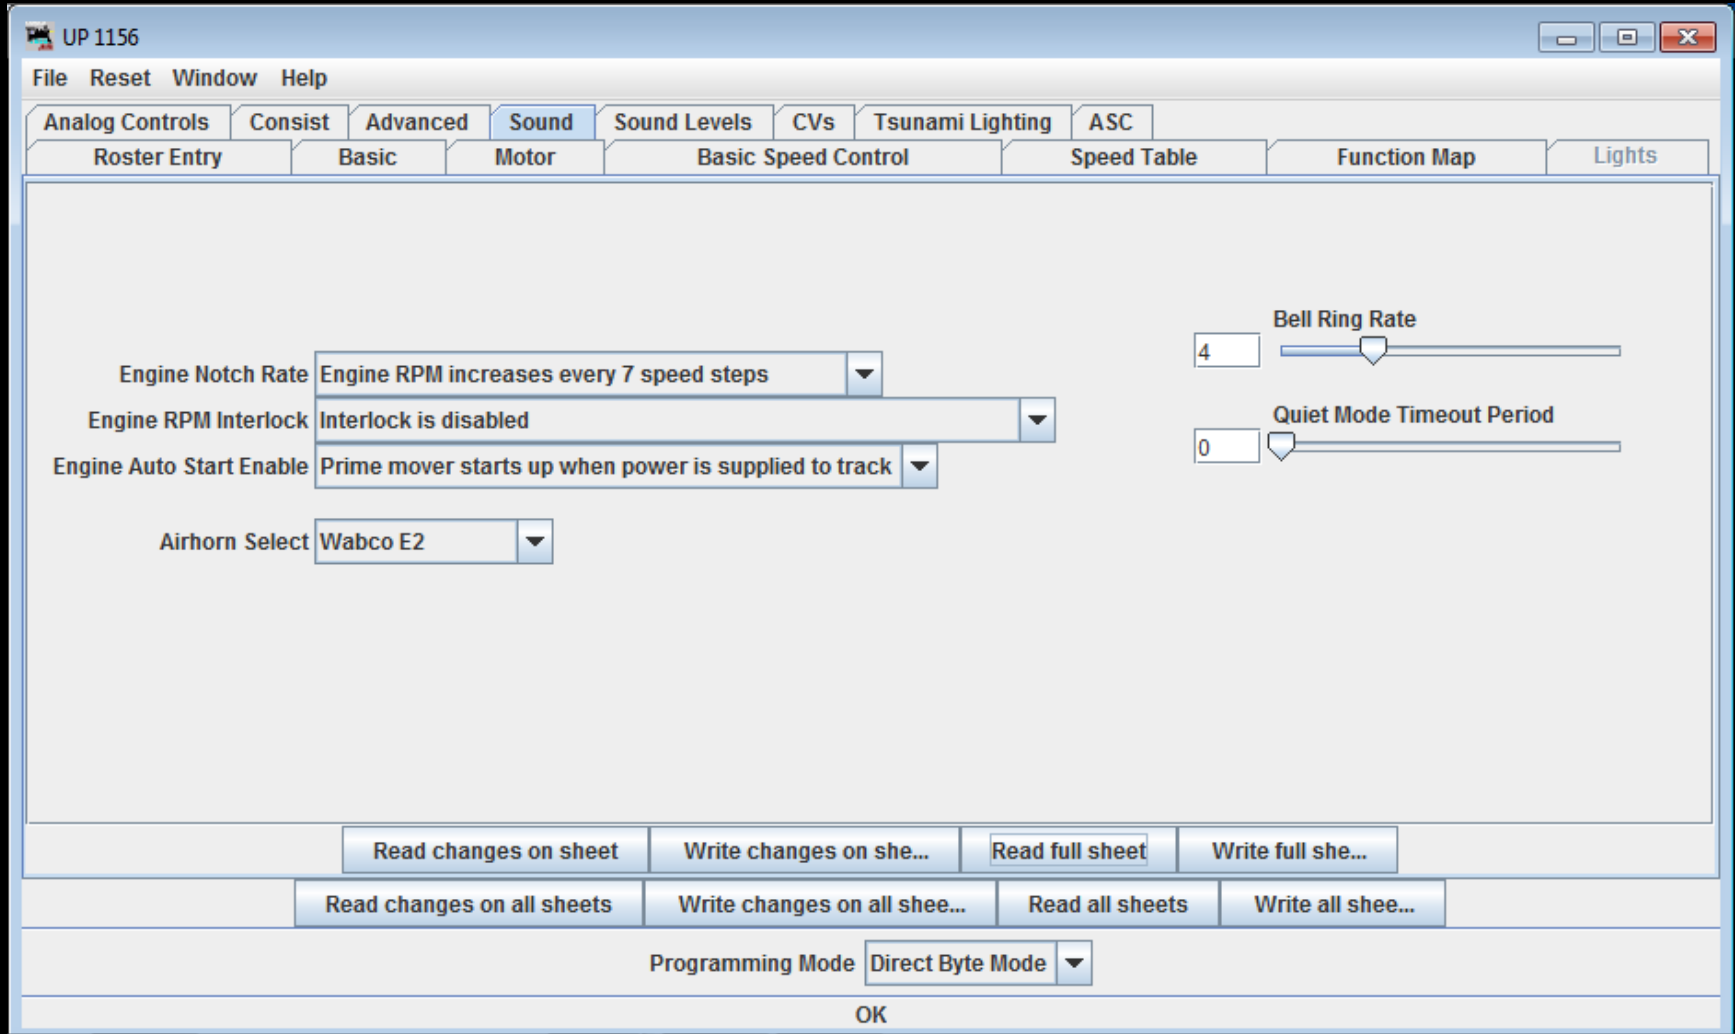 UP 1156
File Reset Window Help
Analog Controls Consist Advanced Sound Sound Levels CVs Tsunami Lighting ASC
Roster Entry Basic Motor Basic Speed Control Speed Table Function Map Lights
Bell Ring Rate
4
Engine Notch Rate Engine RPM increases every 7 speed steps
Engine RPM Interlock Interlock is disabled
Quiet Mode Timeout Period
0
Engine Auto Start Enable Prime mover starts up when power is supplied to track
Airhorn Select Wabco E2
Read changes on sheet Write changes on she... Read full sheet Write full she...
Read changes on all sheets Write changes on all shee... Read all sheets Write all shee...
Programming Mode Direct Byte Mode
OK